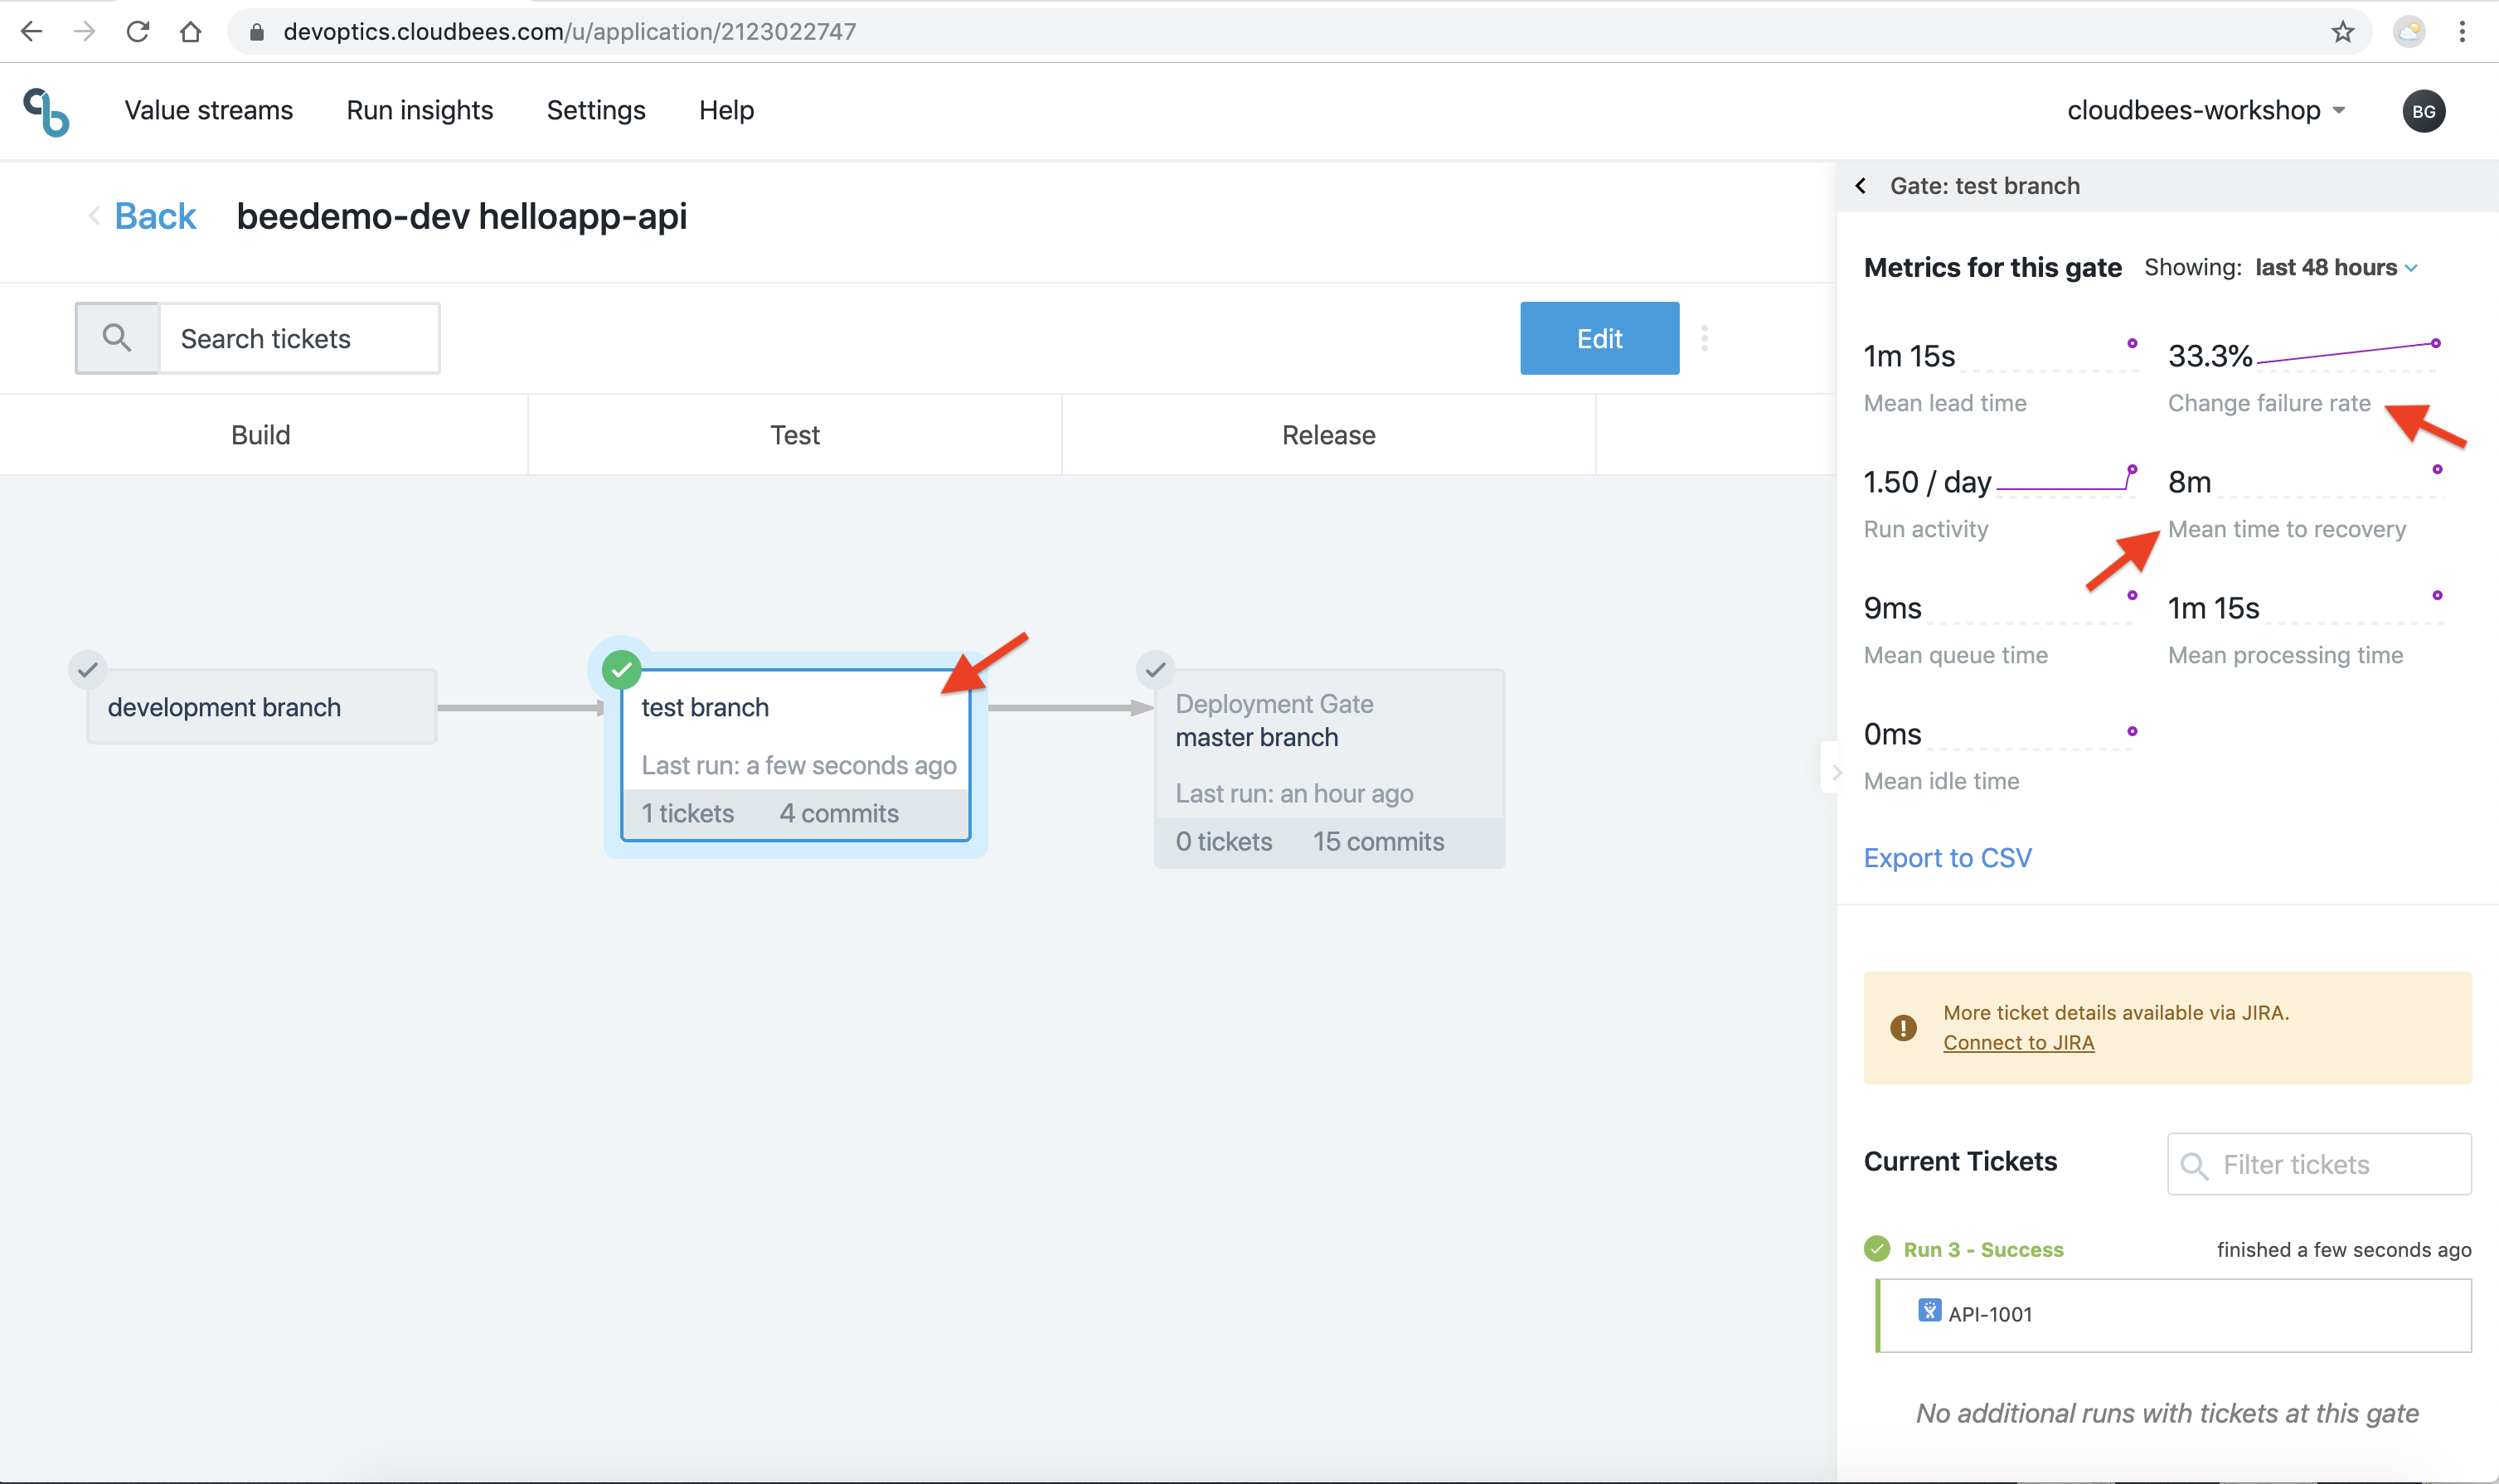 devoptics.cloudbees.com/u/application/2123022747
Value streams
Run insights
Settings
Help
cloudbees-workshop
BG
Back
beedemo-dev helloapp-api
Search tickets
Edit
Build
Test
Release
development branch
test branch
Last run: a few seconds ago
1 tickets 4 commits
Deployment Gate
master branch
Last run: an hour ago
0 tickets 15 commits
Gate: test branch
Metrics for this gate Showing: last 48 hours
1m 15s
Mean lead time
33.3%
Change failure rate
1.50 / day
Run activity
8m
Mean time to recovery
9ms
Mean queue time
1m 15s
Mean processing time
0ms
Mean idle time
Export to CSV
More ticket details available via JIRA.
Connect to JIRA
Current Tickets
Filter tickets
Run 3 - Success
finished a few seconds ago
API-1001
No additional runs with tickets at this gate